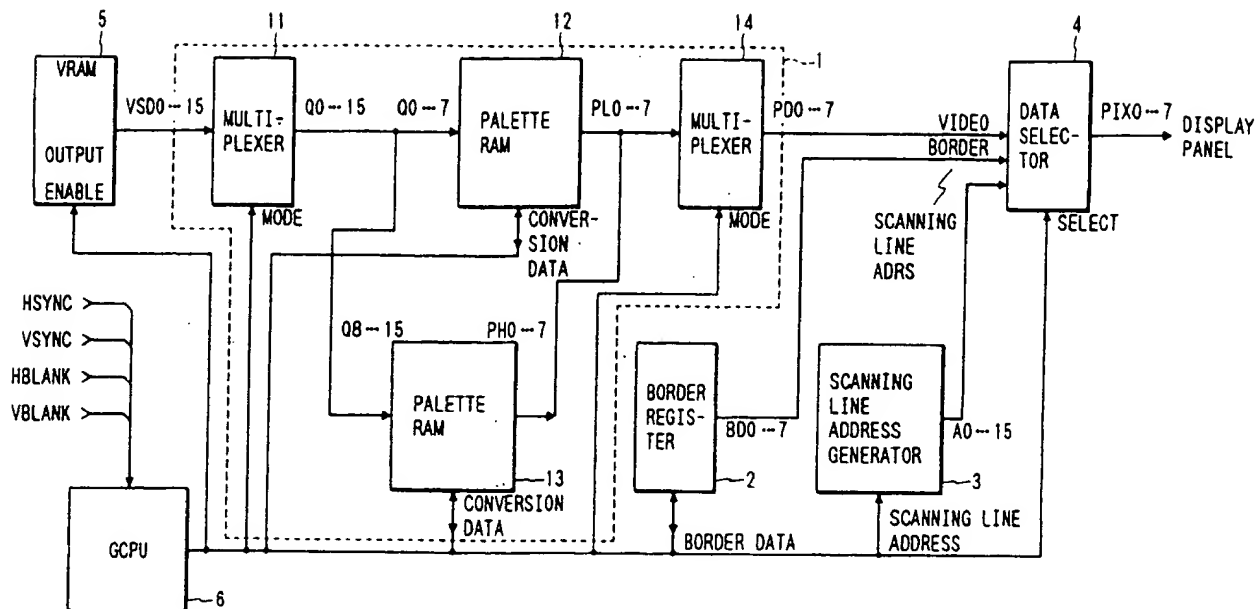 5
11
12
14
4
1
VRAM
OUTPUT
ENABLE
VSD0--15
MULTI-
PLEXER
MODE
Q0--15
Q0--7
PALETTE
RAM
CONVER-
SION
DATA
PL0--7
MULTI-
PLEXER
MODE
PD0--7
VIDEO
BORDER
SCANNING
LINE
ADRS
DATA
SELEC-
TOR
SELECT
PIX0--7
DISPLAY
PANEL
HSYNC
VSYNC
HBLANK
VBLANK
Q8--15
PH0--7
PALETTE
RAM
13
CONVERSION
DATA
BORDER
REGIS-
TER
2
BD0--7
BORDER DATA
SCANNING
LINE
ADDRESS
GENERATOR
3
A0--15
SCANNING LINE
ADDRESS
GCPU
6